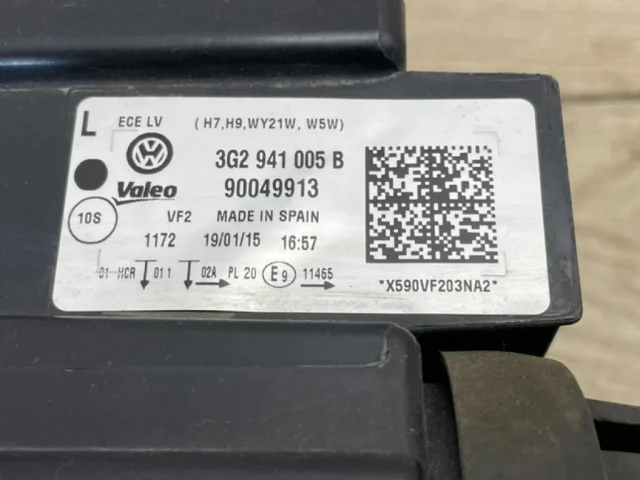 L ECE LV ( H7,H9,WY21W, W5W)
3G2 941 005 B
Valeo 90049913
10S VF2 MADE IN SPAIN
1172 19/01/15 16:57
01 HCR 01 1 02A PL 20 E9 11465
*X590VF203NA2*